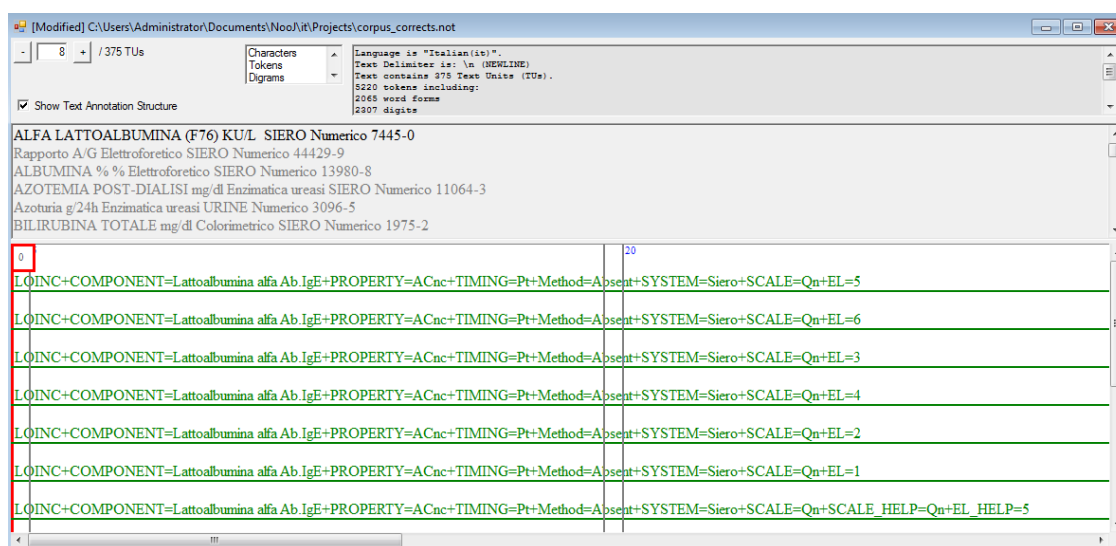 [Modified] C:\Users\Administrator\Documents\NooJ\it\Projects\corpus_corrects.not
- 8 + / 375 TUs
Characters
Tokens
Digrams
Language is "Italian(it)".
Text Delimiter is: \n (NEWLINE)
Text contains 375 Text Units (TUs).
5220 tokens including:
2065 word forms
2307 digits
Show Text Annotation Structure
ALFA LATTOALBUMINA (F76) KU/L SIERO Numerico 7445-0
Rapporto A/G Elettroforetico SIERO Numerico 44429-9
ALBUMINA % % Elettroforetico SIERO Numerico 13980-8
AZOTEMIA POST-DIALISI mg/dl Enzimatica ureasi SIERO Numerico 11064-3
Azoturia g/24h Enzimatica ureasi URINE Numerico 3096-5
BILIRUBINA TOTALE mg/dl Colorimetrico SIERO Numerico 1975-2
0 20
LOINC+COMPONENT=Lattoalbumina alfa Ab.IgE+PROPERTY=ACnc+TIMING=Pt+Method=Absent+SYSTEM=Siero+SCALE=Qn+EL=5
LOINC+COMPONENT=Lattoalbumina alfa Ab.IgE+PROPERTY=ACnc+TIMING=Pt+Method=Absent+SYSTEM=Siero+SCALE=Qn+EL=6
LOINC+COMPONENT=Lattoalbumina alfa Ab.IgE+PROPERTY=ACnc+TIMING=Pt+Method=Absent+SYSTEM=Siero+SCALE=Qn+EL=3
LOINC+COMPONENT=Lattoalbumina alfa Ab.IgE+PROPERTY=ACnc+TIMING=Pt+Method=Absent+SYSTEM=Siero+SCALE=Qn+EL=4
LOINC+COMPONENT=Lattoalbumina alfa Ab.IgE+PROPERTY=ACnc+TIMING=Pt+Method=Absent+SYSTEM=Siero+SCALE=Qn+EL=2
LOINC+COMPONENT=Lattoalbumina alfa Ab.IgE+PROPERTY=ACnc+TIMING=Pt+Method=Absent+SYSTEM=Siero+SCALE=Qn+EL=1
LOINC+COMPONENT=Lattoalbumina alfa Ab.IgE+PROPERTY=ACnc+TIMING=Pt+Method=Absent+SYSTEM=Siero+SCALE=Qn+SCALE_HELP=Qn+EL_HELP=5